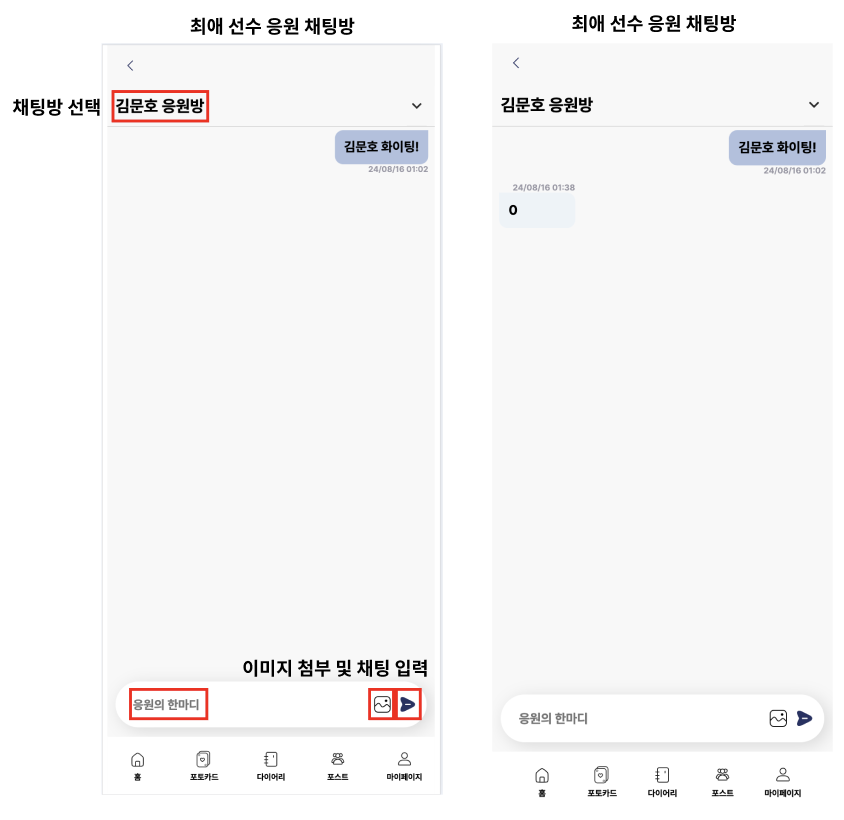 최애 선수 응원 채팅방
채팅방 선택
김문호 응원방
김문호 화이팅!
24/08/16 01:02
이미지 첨부 및 채팅 입력
응원의 한마디
홈
포토카드
다이어리
포스트
마이페이지
최애 선수 응원 채팅방
김문호 응원방
김문호 화이팅!
24/08/16 01:02
24/08/16 01:38
0
응원의 한마디
홈
포토카드
다이어리
포스트
마이페이지